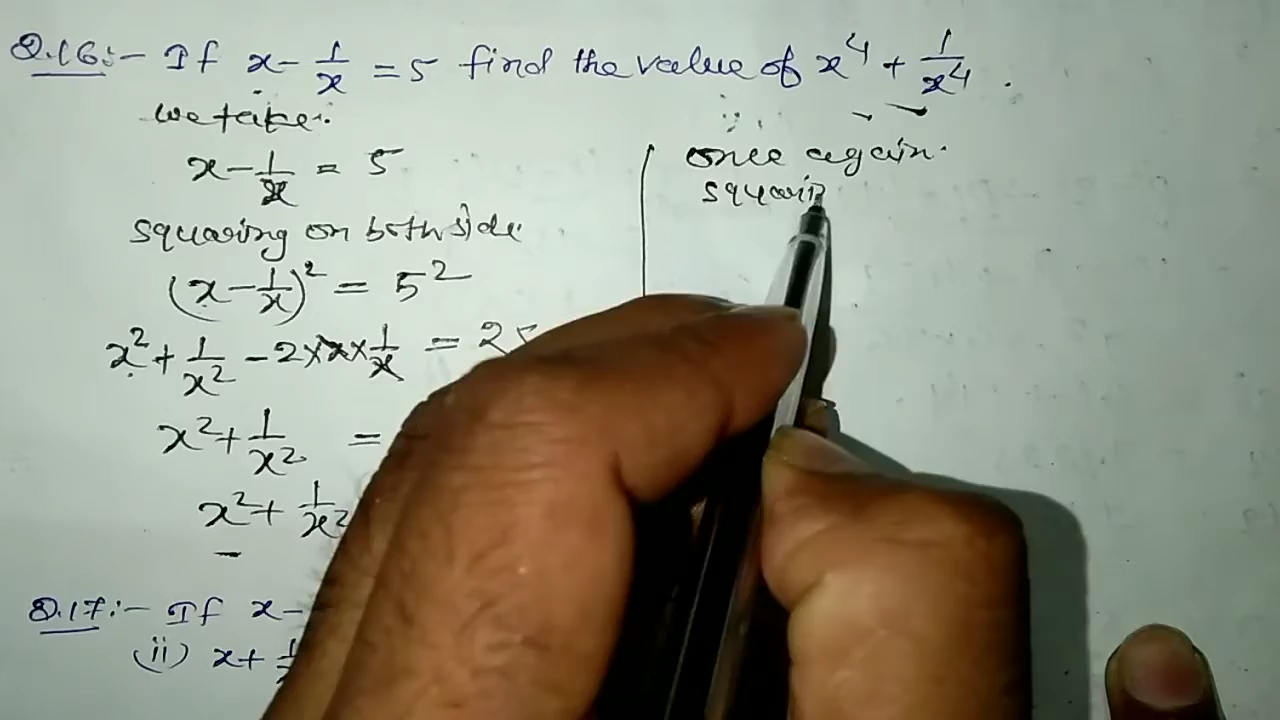 Q.16:- If x - 1/x = 5 find the value of x⁴ + 1/x⁴.
we take:
x - 1/x = 5
squaring on both side
(x - 1/x)² = 5²
x² + 1/x² - 2 × x × 1/x = 25
x² + 1/x² =
x² + 1/x²
once again
squarin
Q.17:- If x -
(ii) x +